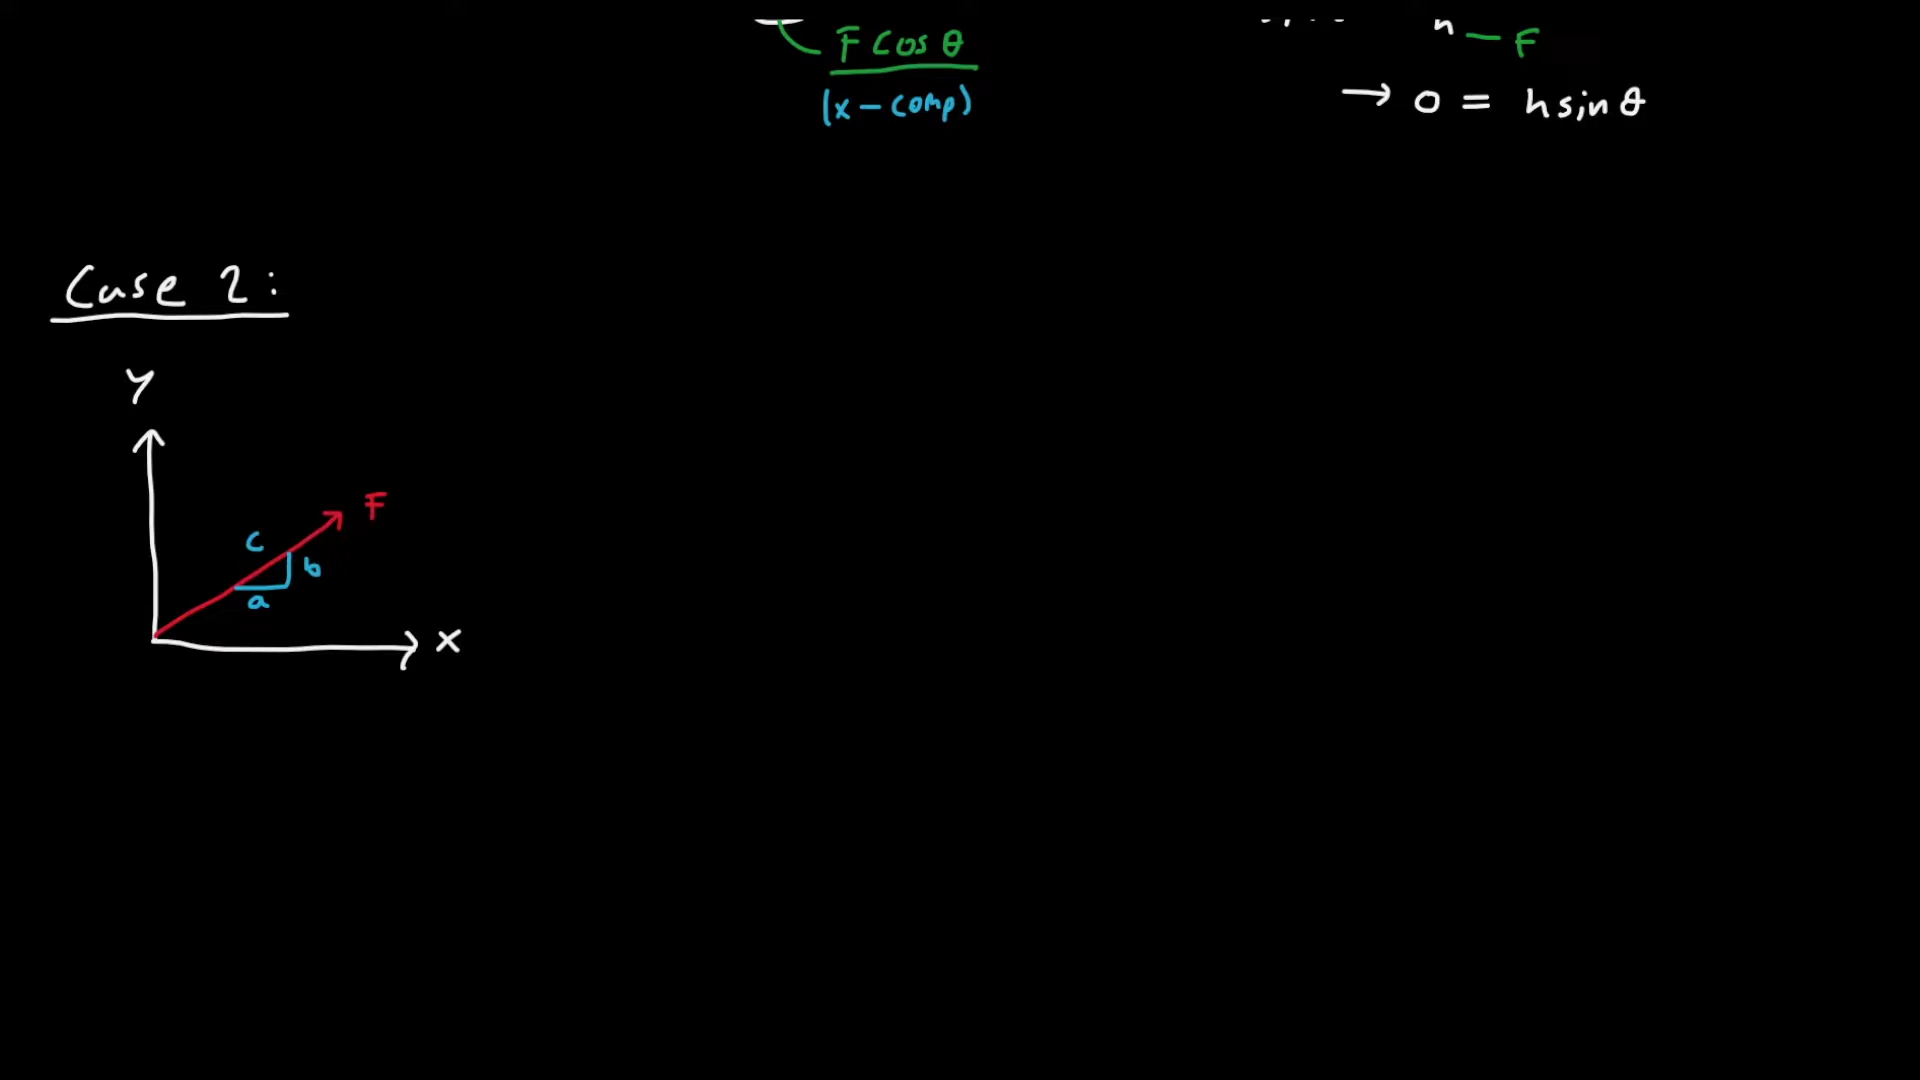 F Cos θ
(x - comp)
h - F
→ 0 = h sin θ
Case 2:
Y
F
c
b
a
X